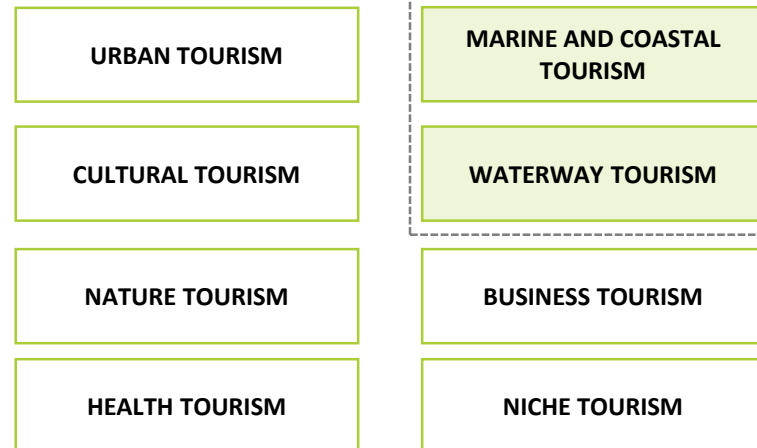 URBAN TOURISM
MARINE AND COASTAL
TOURISM
CULTURAL TOURISM
WATERWAY TOURISM
NATURE TOURISM
BUSINESS TOURISM
HEALTH TOURISM
NICHE TOURISM